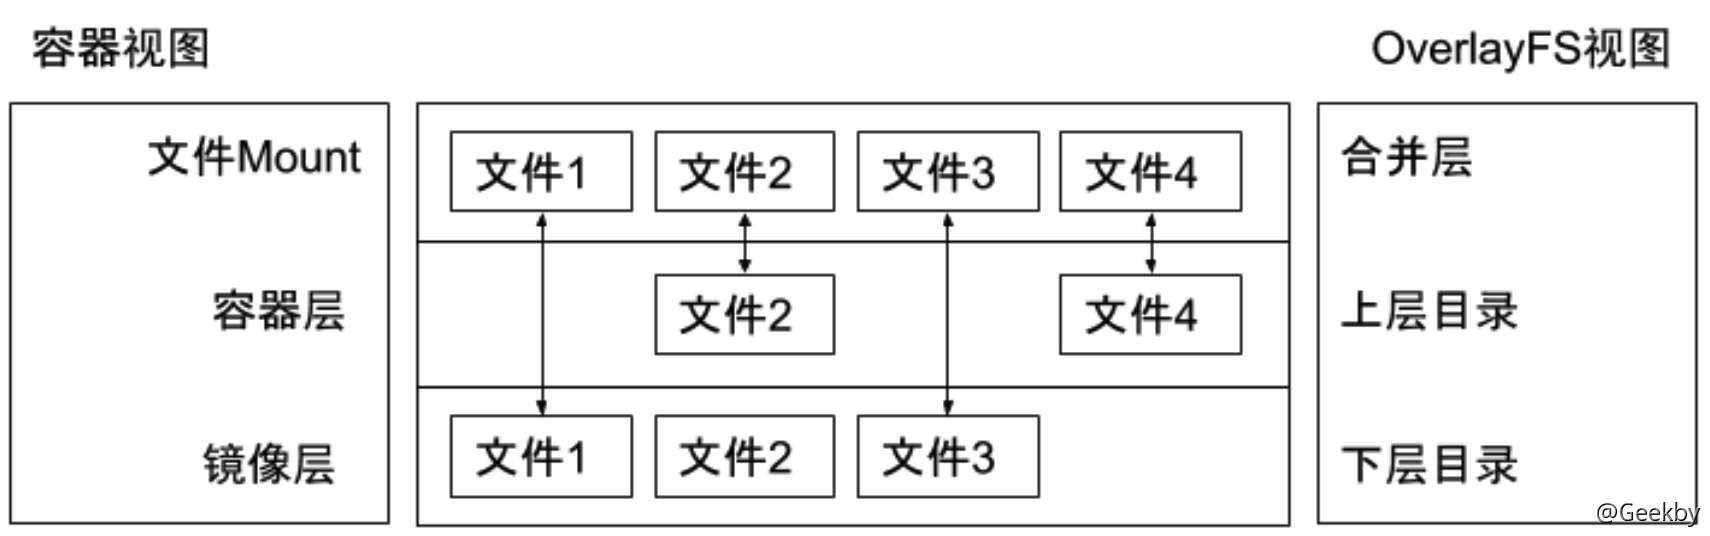 容器视图
OverlayFS视图
文件Mount
文件1
文件2
文件3
文件4
合并层
容器层
文件2
文件4
上层目录
镜像层
文件1
文件2
文件3
下层目录
@Geekby